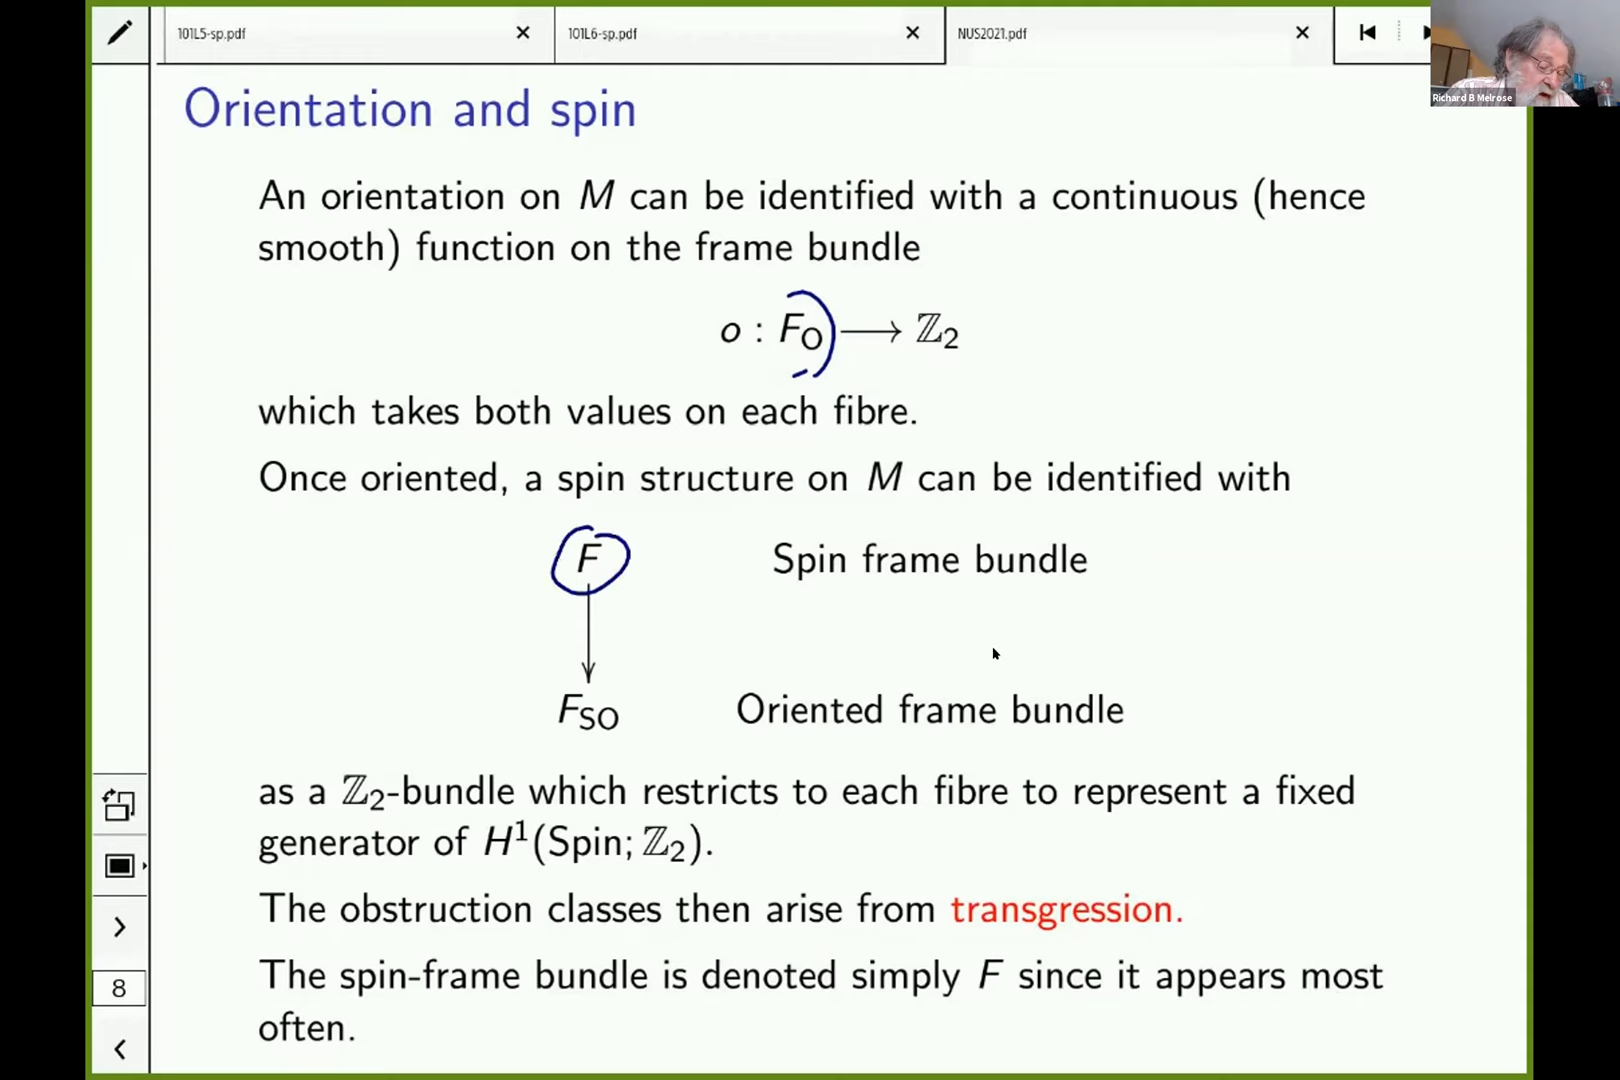 101L5-sp.pdf
101L6-sp.pdf
NUS2021.pdf
Richard B Melrose
Orientation and spin
An orientation on M can be identified with a continuous (hence
smooth) function on the frame bundle
o : F_O ⟶ ℤ₂
which takes both values on each fibre.
Once oriented, a spin structure on M can be identified with
F Spin frame bundle
F_SO Oriented frame bundle
as a ℤ₂-bundle which restricts to each fibre to represent a fixed
generator of H¹(Spin; ℤ₂).
The obstruction classes then arise from transgression.
The spin-frame bundle is denoted simply F since it appears most
often.
8